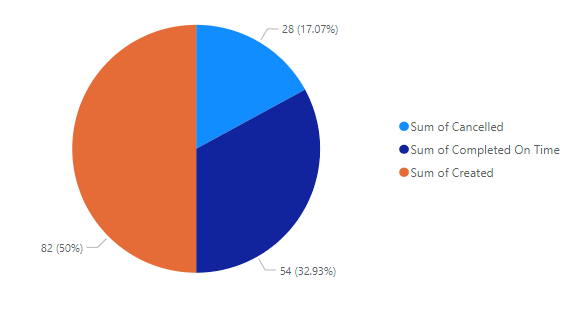 28 (17.07%)
Sum of Cancelled
Sum of Completed On Time
Sum of Created
82 (50%)
54 (32.93%)